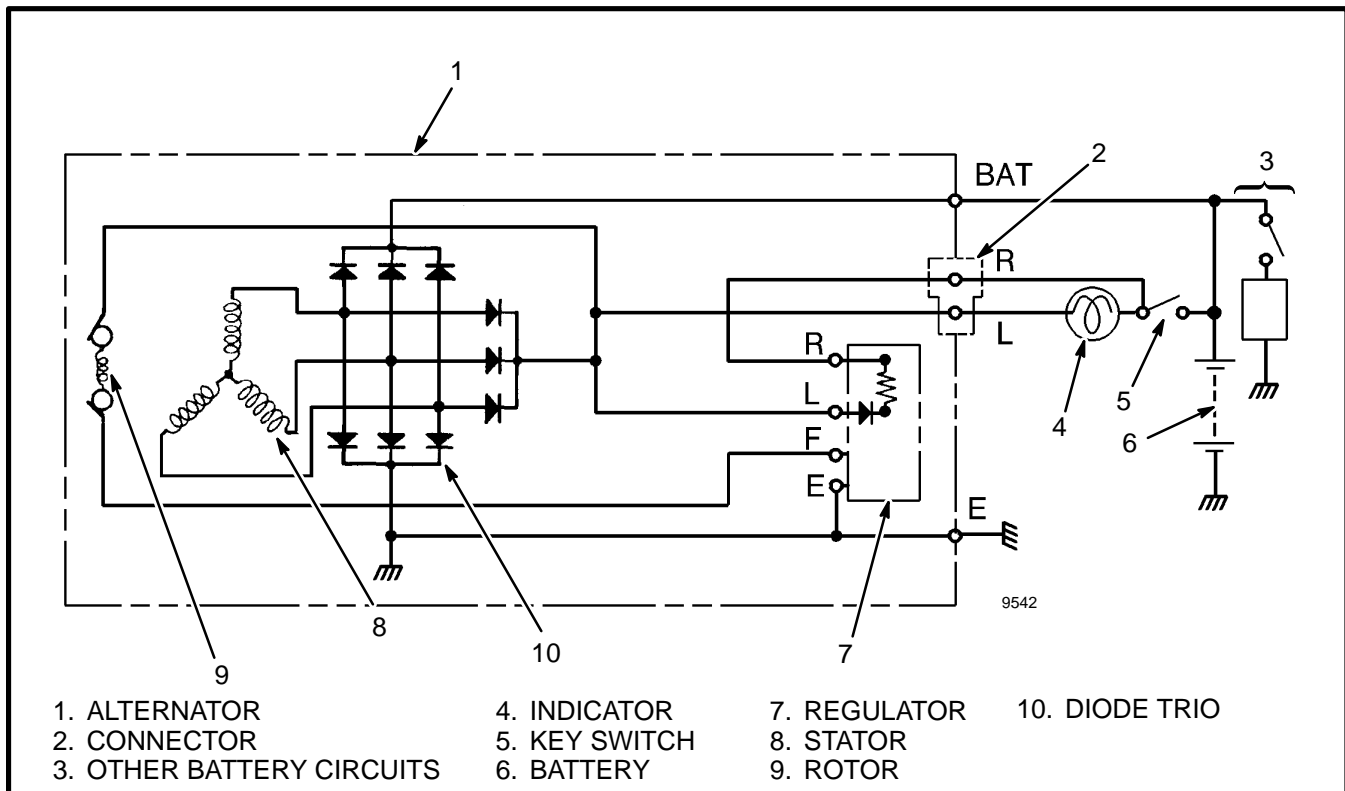 1
2
3
BAT
R
L
R
L
F
E
E
4
5
6
9542
7
8
9
10
1. ALTERNATOR
2. CONNECTOR
3. OTHER BATTERY CIRCUITS
4. INDICATOR
5. KEY SWITCH
6. BATTERY
7. REGULATOR
8. STATOR
9. ROTOR
10. DIODE TRIO